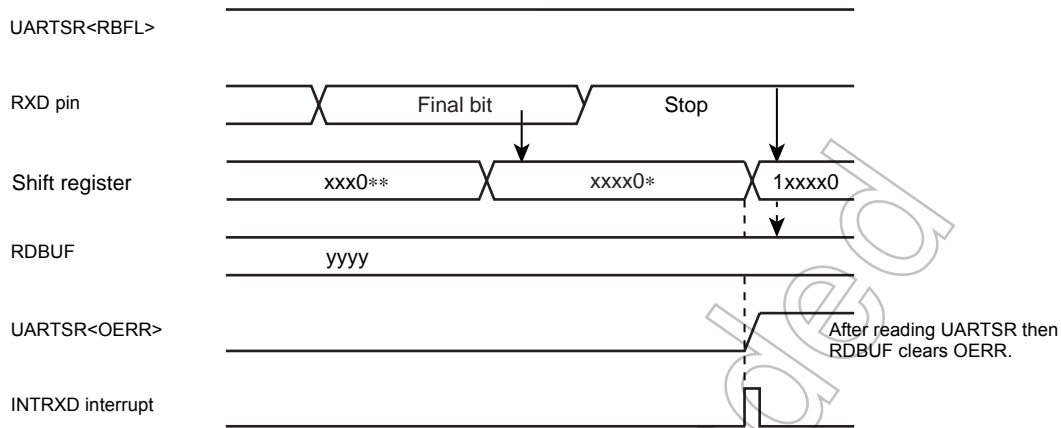 UARTSR<RBFL>
RXD pin
Final bit
Stop
Shift register
xxx0**
xxxx0*
1xxxx0
RDBUF
yyyy
UARTSR<OERR>
After reading UARTSR then
RDBUF clears OERR.
INTRXD interrupt